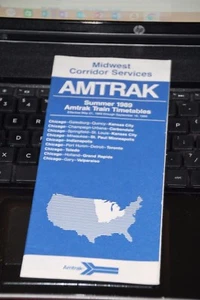 Midwest
Corridor Services
AMTRAK
Summer 1989
Amtrak Train Timetables
Chicago-Galesburg-Quincy-Kansas City
Chicago-Champaign-Urbana-Carbondale
Chicago-Springfield-St. Louis-Kansas City
Chicago-Milwaukee-St. Paul/Minneapolis
Chicago-Indianapolis
Chicago-Port Huron-Detroit-Toronto
Chicago-Toledo
Chicago-Holland-Grand Rapids
Chicago-Gary-Valparaiso
Amtrak